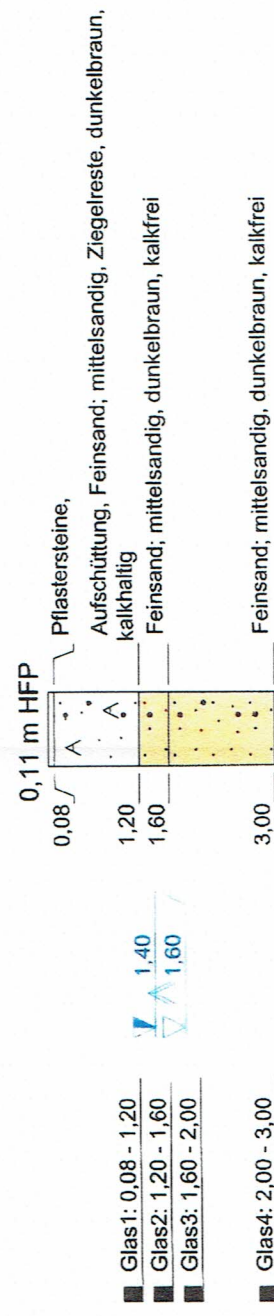 0,11 m HFP
0,08
Pflastersteine,
Aufschüttung, Feinsand; mittelsandig, Ziegelreste, dunkelbraun,
kalkhaltig
A
A
1,20
1,60
Feinsand; mittelsandig, dunkelbraun, kalkfrei
3,00
Feinsand; mittelsandig, dunkelbraun, kalkfrei
1,40
1,60
Glas1: 0,08 - 1,20
Glas2: 1,20 - 1,60
Glas3: 1,60 - 2,00
Glas4: 2,00 - 3,00